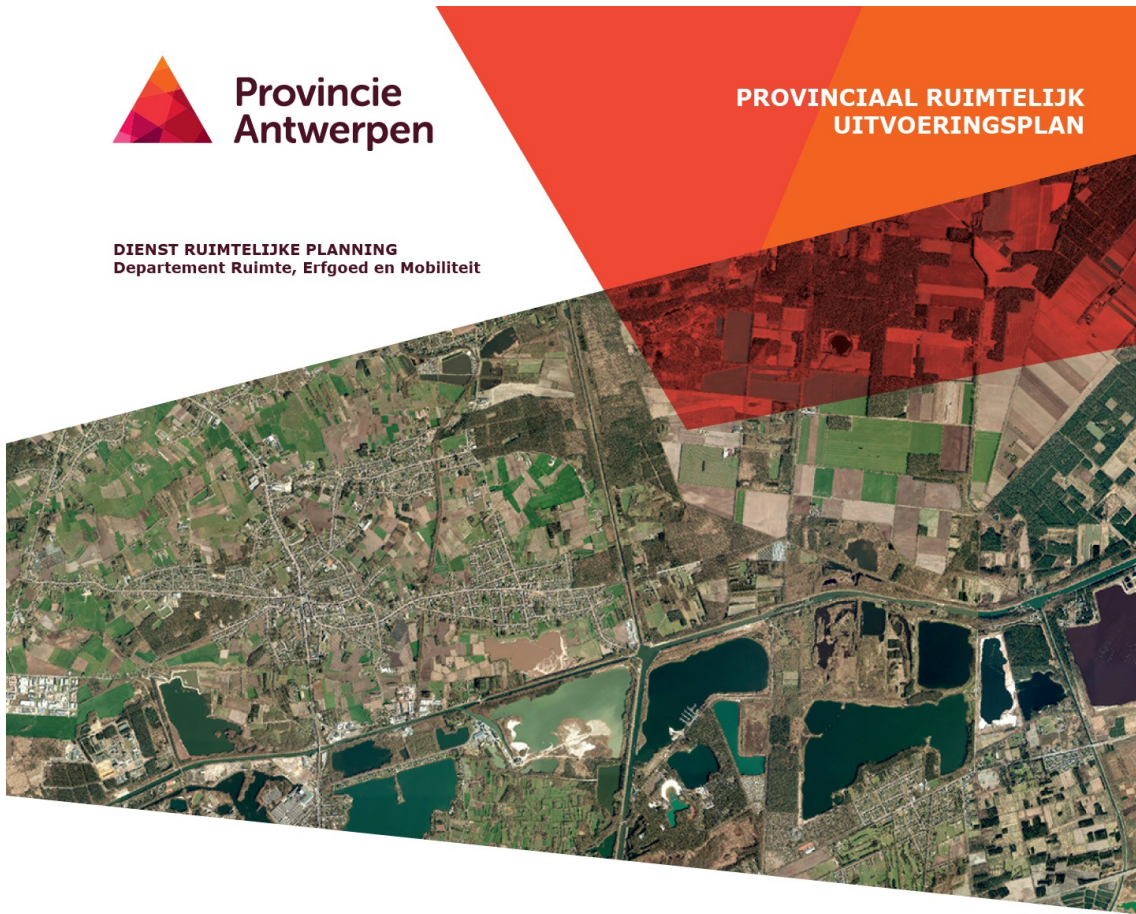 Provincie
Antwerpen
PROVINCIAAL RUIMTELIJK
UITVOERINGSPLAN
DIENST RUIMTELIJKE PLANNING
Departement Ruimte, Erfgoed en Mobiliteit